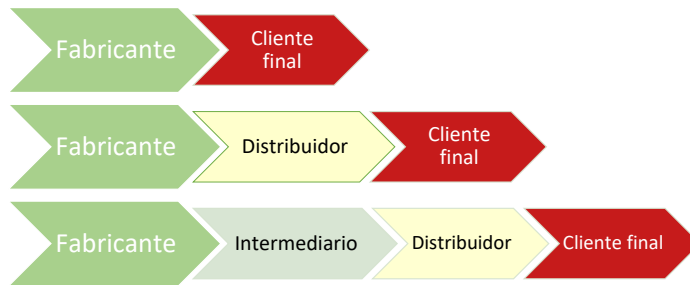 Fabricante
Cliente
final
Fabricante
Distribuidor
Cliente
final
Fabricante
Intermediario
Distribuidor
Cliente final